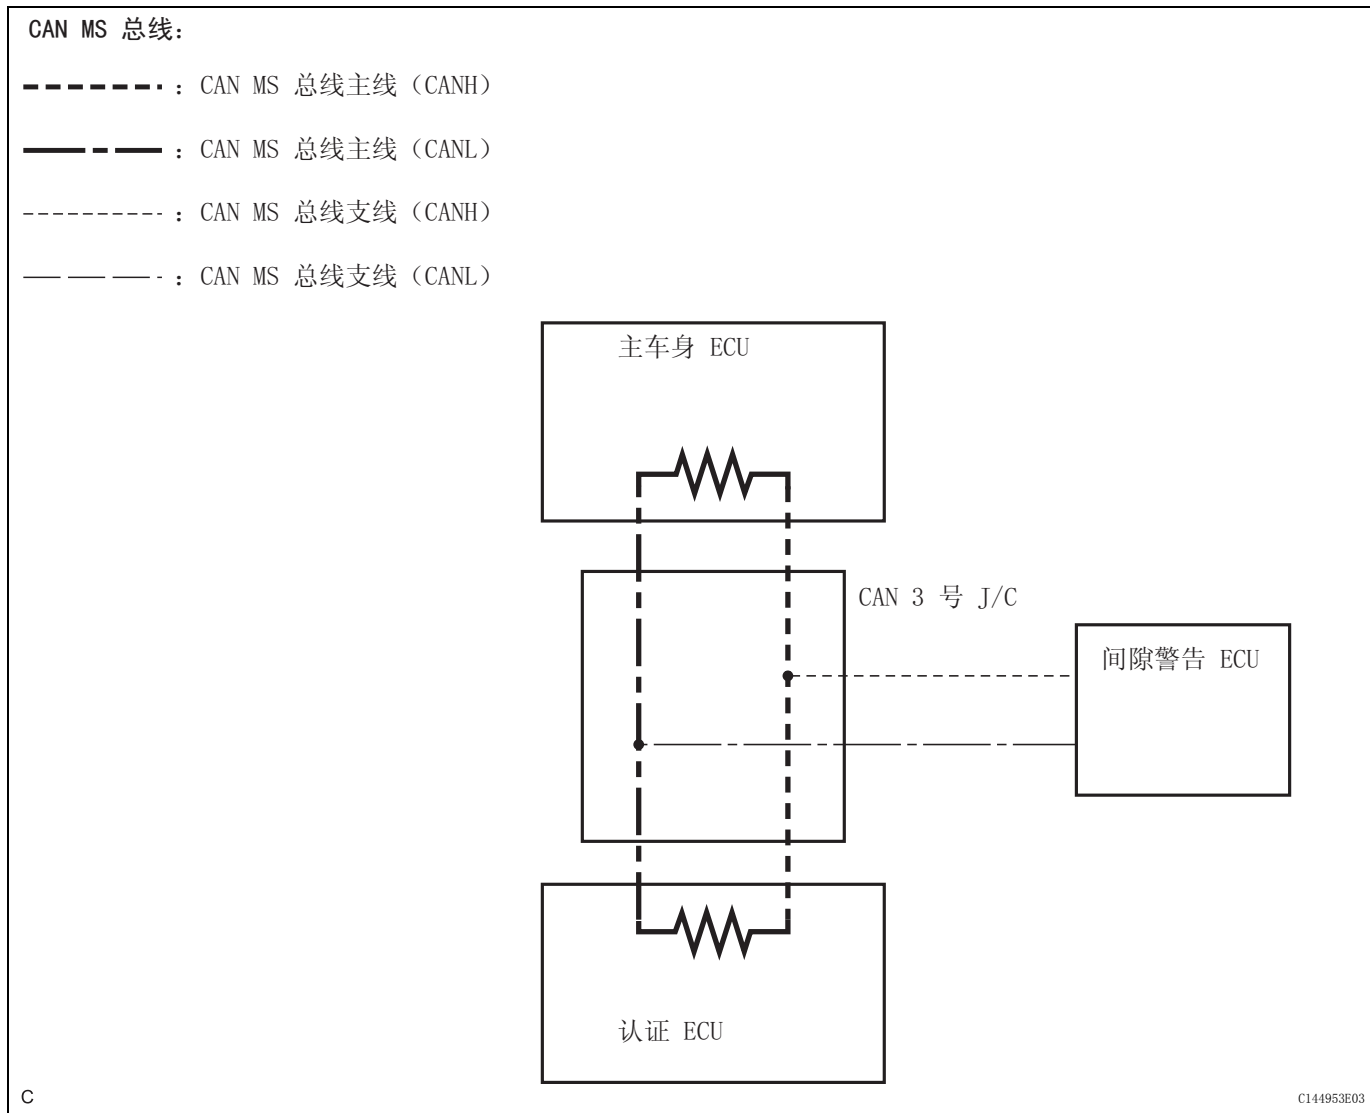 CAN MS 总线：
：CAN MS 总线主线（CANH）
：CAN MS 总线主线（CANL）
：CAN MS 总线支线（CANH）
：CAN MS 总线支线（CANL）
主车身 ECU
CAN 3 号 J/C
间隙警告 ECU
认证 ECU
C
C144953E03